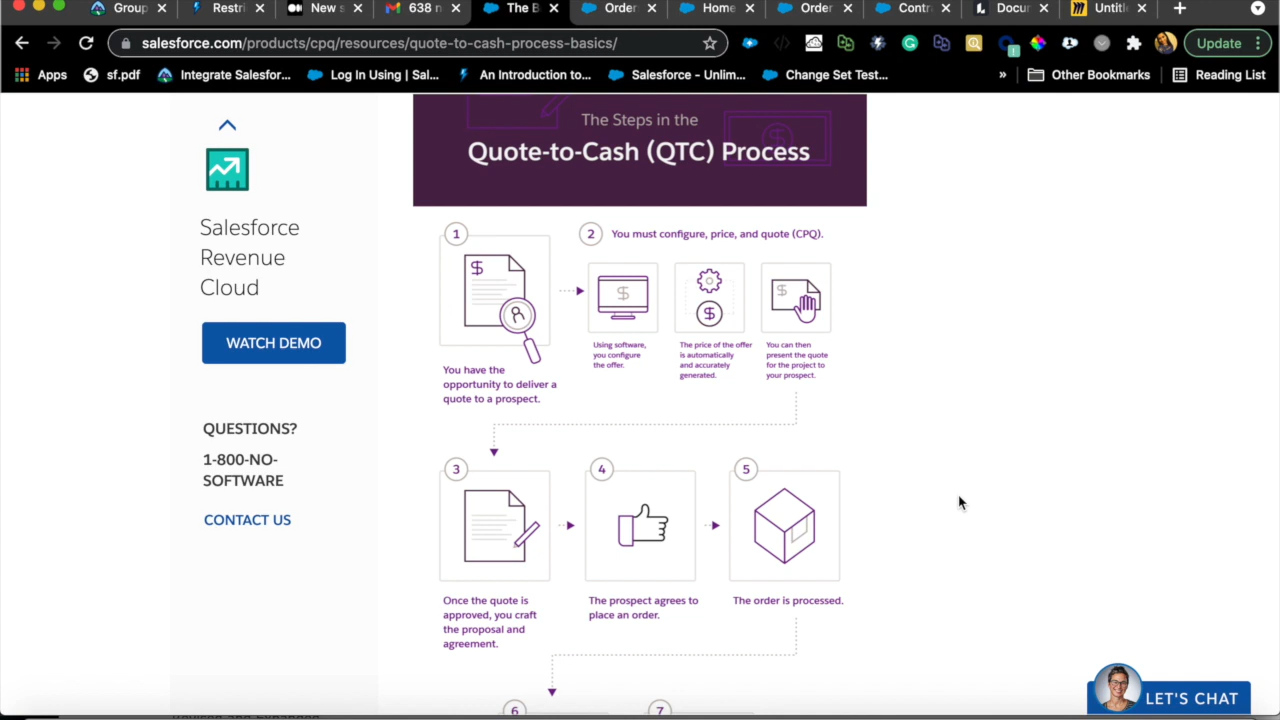 Group
Restri
New s
638 n
The B
Order
Home
Order
Contr
Docur
Untitle
salesforce.com/products/cpq/resources/quote-to-cash-process-basics/
Update
Apps
sf.pdf
Integrate Salesfor...
Log In Using | Sal...
An Introduction to...
Salesforce - Unlim...
Change Set Test...
»
Other Bookmarks
Reading List
Salesforce
Revenue
Cloud
WATCH DEMO
QUESTIONS?
1-800-NO-
SOFTWARE
CONTACT US
The Steps in the
Quote-to-Cash (QTC) Process
1
You have the
opportunity to deliver a
quote to a prospect.
2
You must configure, price, and quote (CPQ).
Using software,
you configure
the offer.
The price of the offer
is automatically
and accurately
generated.
You can then
present the quote
for the project to
your prospect.
3
Once the quote is
approved, you craft
the proposal and
agreement.
4
The prospect agrees to
place an order.
5
The order is processed.
6
7
LET'S CHAT